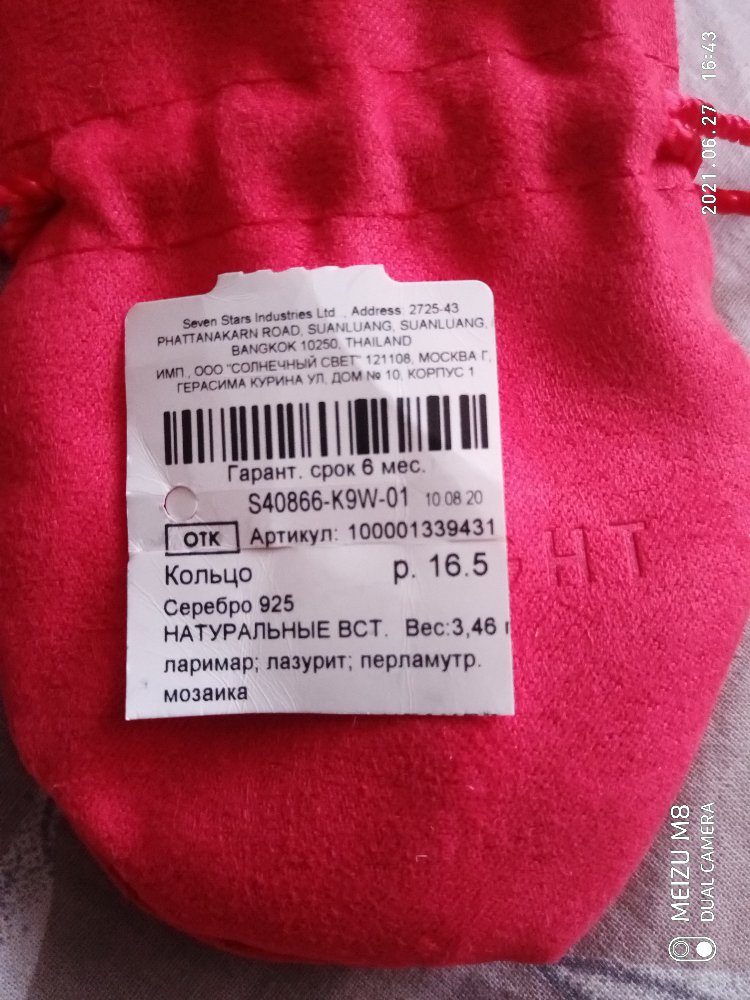 Seven Stars Industries Ltd ., Address 2725-43
PHATTANAKARN ROAD, SUANLUANG, SUANLUANG,
BANGKOK 10250, THAILAND
ИМП., ООО "СОЛНЕЧНЫЙ СВЕТ" 121108, МОСКВА Г,
ГЕРАСИМА КУРИНА УЛ, ДОМ № 10, КОРПУС 1
Гарант. срок 6 мес.
S40866-K9W-01 10 08 20
ОТК Артикул: 100001339431
Кольцо р. 16.5
Серебро 925
НАТУРАЛЬНЫЕ ВСТ. Вес:3,46 г
ларимар; лазурит; перламутр.
мозаика
HT
2021.06.27 16:43
MEIZU M8
DUAL CAMERA